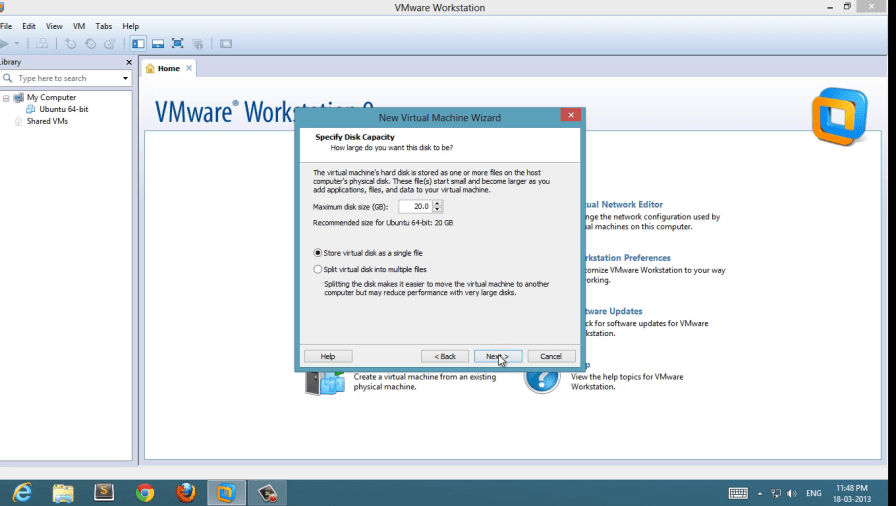 VMware Workstation
File Edit View VM Tabs Help
Library
Type here to search
My Computer
Ubuntu 64-bit
Shared VMs
Home
VMware® Workstation 9
New Virtual Machine Wizard
Specify Disk Capacity
How large do you want this disk to be?
The virtual machine's hard disk is stored as one or more files on the host
computer's physical disk. These file(s) start small and become larger as you
add applications, files, and data to your virtual machine.
Maximum disk size (GB): 20.0
Recommended size for Ubuntu 64-bit: 20 GB
Store virtual disk as a single file
Split virtual disk into multiple files
Splitting the disk makes it easier to move the virtual machine to another
computer but may reduce performance with very large disks.
Help < Back Next > Cancel
Create a virtual machine from an existing
physical machine.
tual Network Editor
nge the network configuration used by
ual machines on this computer.
rkstation Preferences
tomize VMware Workstation to your way
orking.
tware Updates
ck for software updates for VMware
kstation.
p
View the help topics for VMware
Workstation.
ENG
11:48 PM
18-03-2013